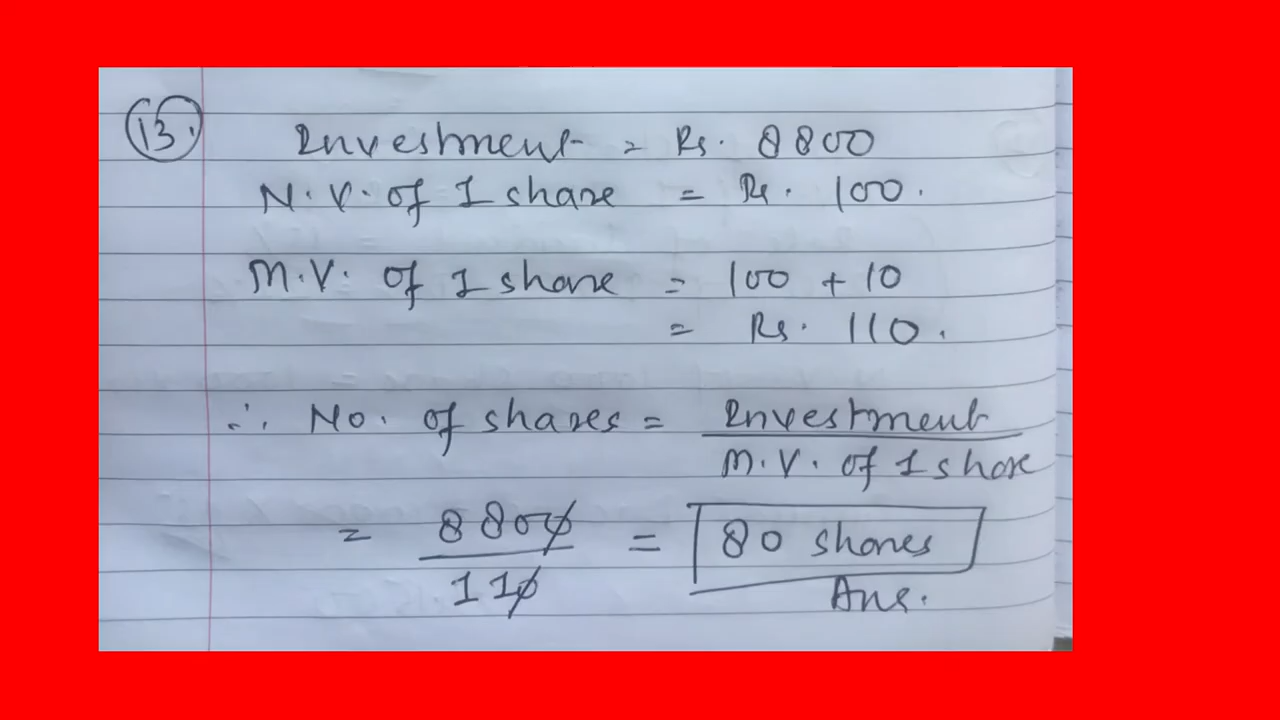 13.
Investment = Rs. 8800
N.V. of 1 share = Rs. 100.
M.V. of 1 share = 100 + 10
= Rs. 110.
∴ No. of shares = Investment / M.V. of 1 share
= 8800 / 110 = 80 shares
Ans.